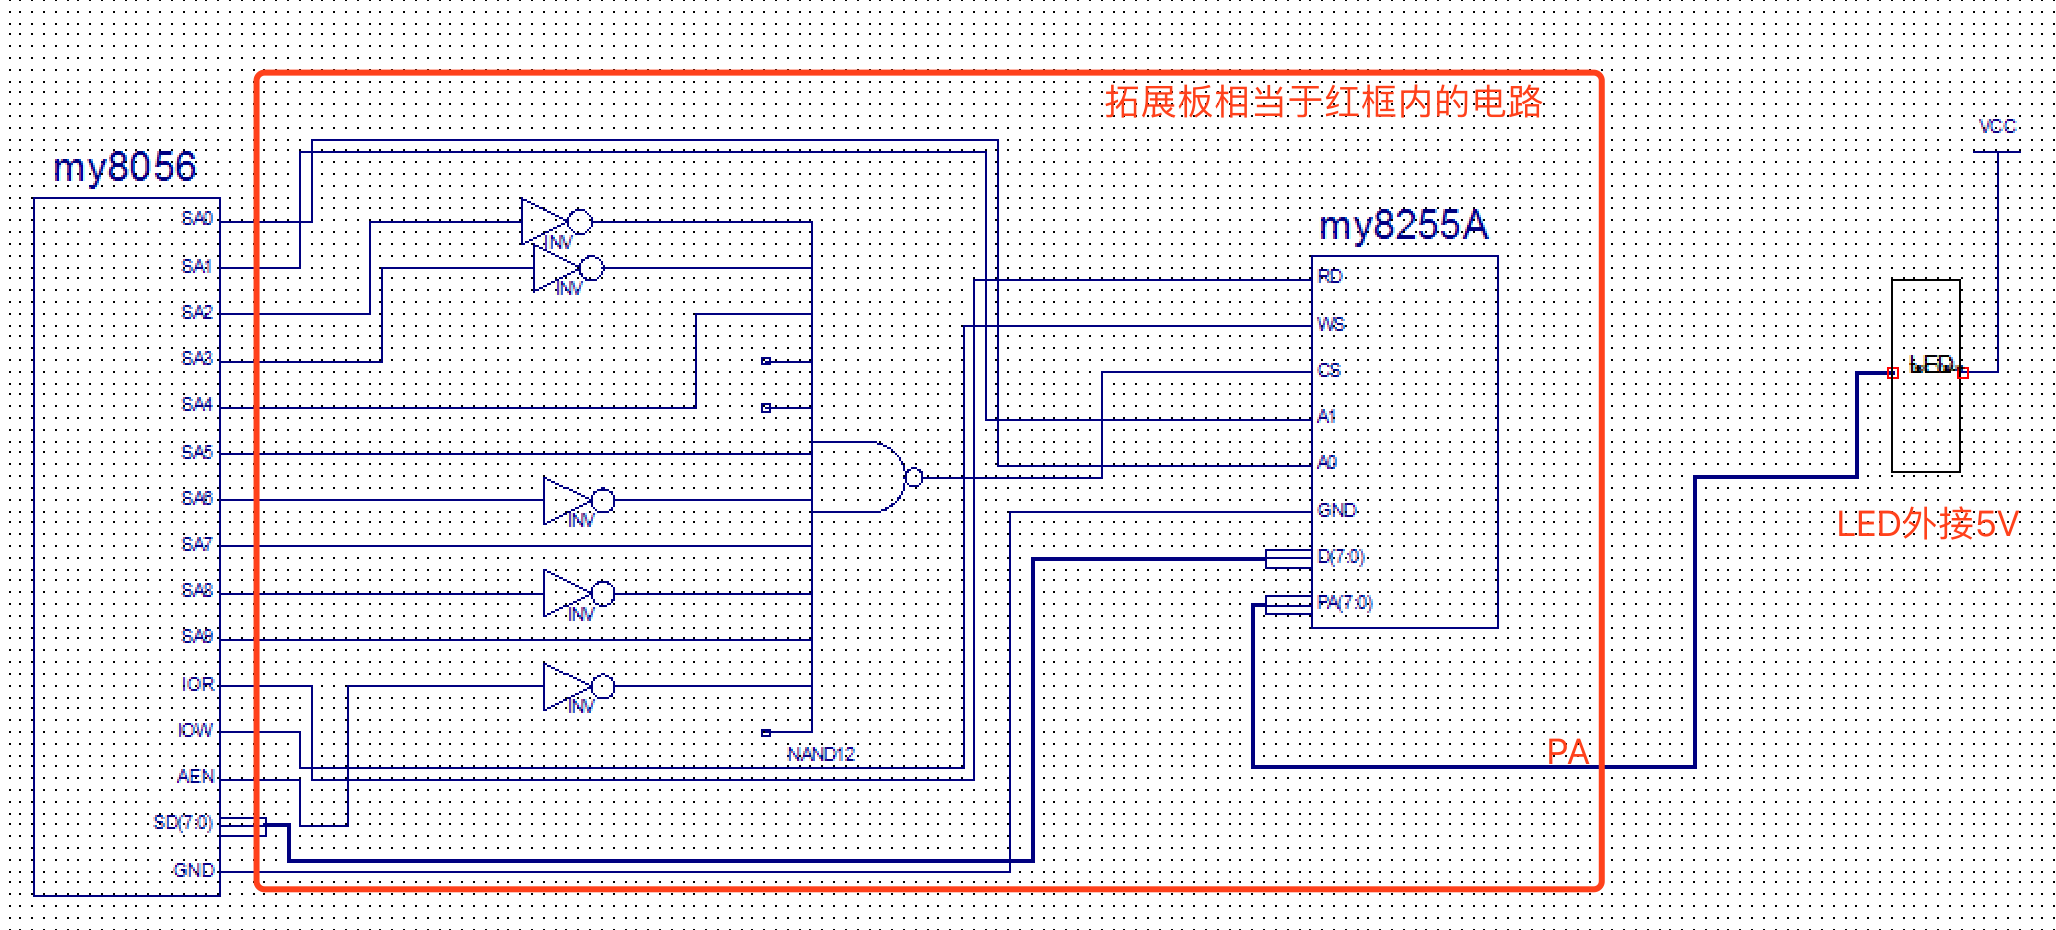 拓展板相当于红框内的电路
VCC
my8056
SA0
SA1
SA2
SA3
SA4
SA5
SA6
SA7
SA8
SA9
IOR
IOW
AEN
SD(7:0)
GND
INV
INV
INV
INV
INV
NAND12
my8255A
RD
WS
CS
A1
A0
GND
D(7:0)
PA(7:0)
PA
LED
LED外接5V